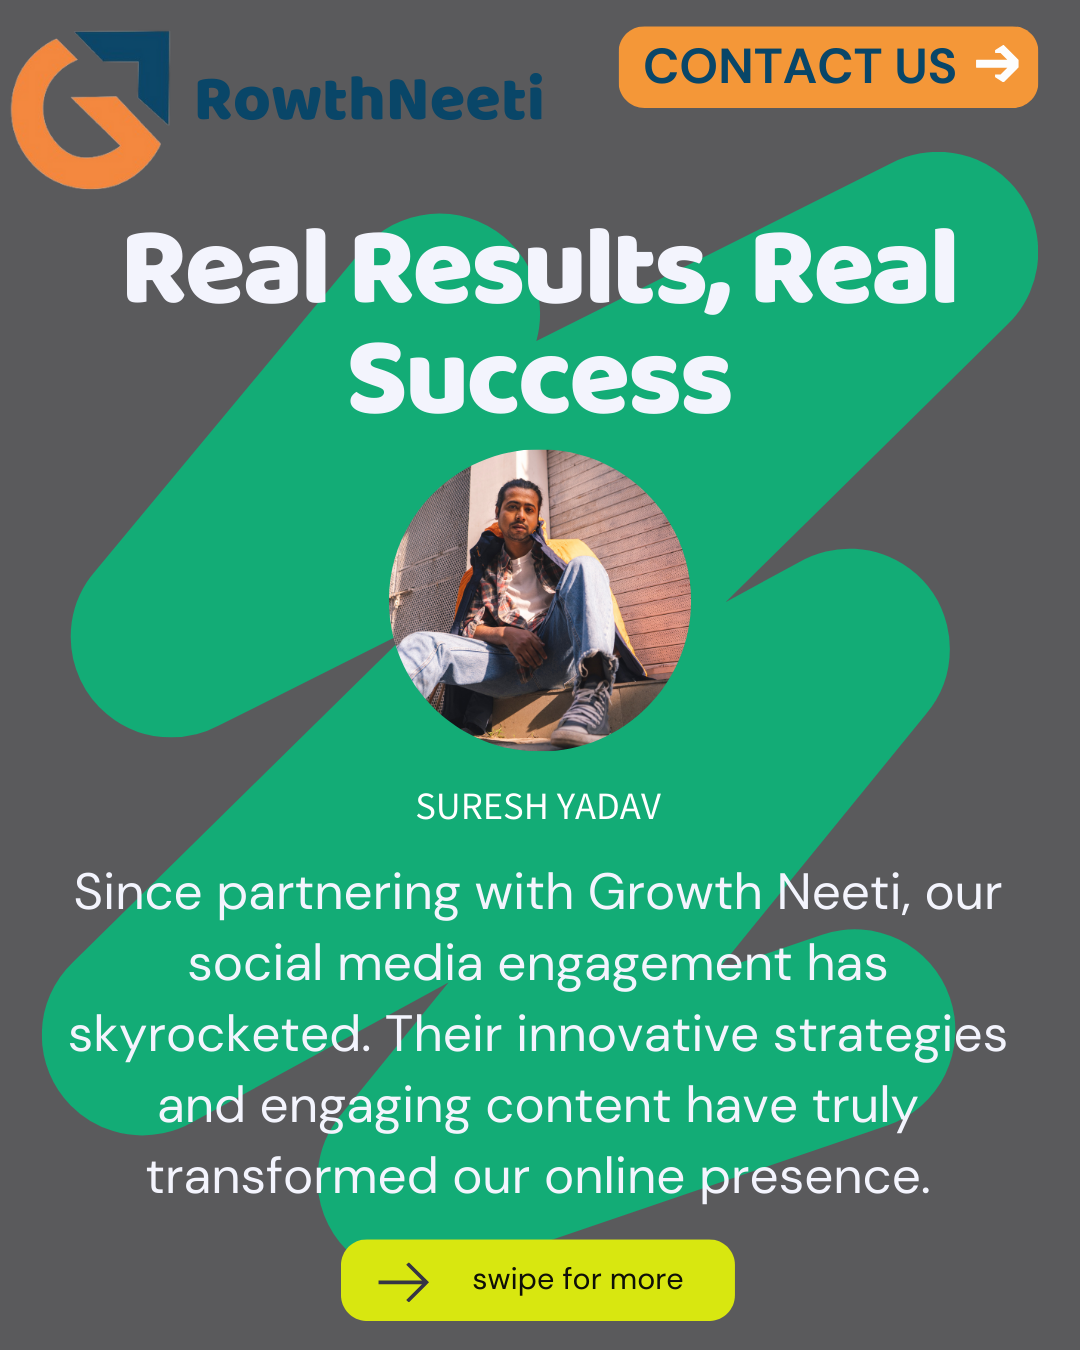 GRowthNeeti
CONTACT US
Real Results, Real
Success
SURESH YADAV
Since partnering with Growth Neeti, our
social media engagement has
skyrocketed. Their innovative strategies
and engaging content have truly
transformed our online presence.
swipe for more